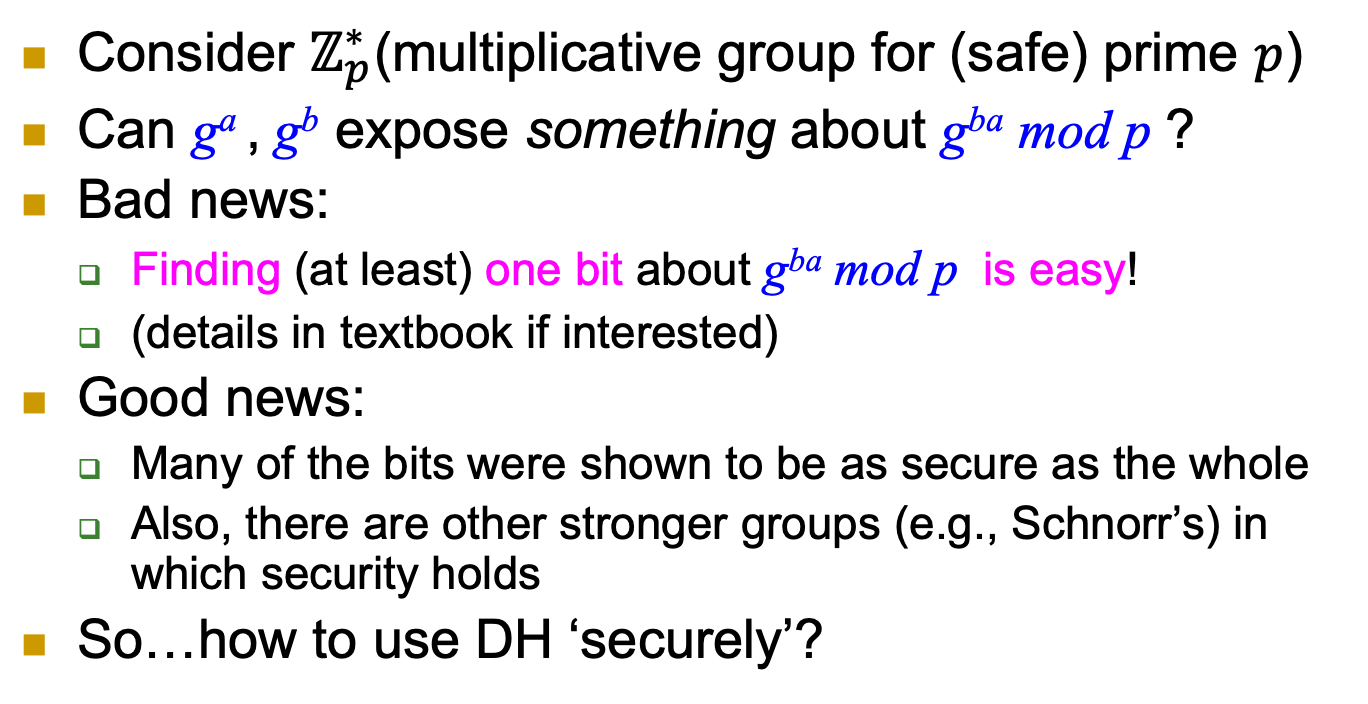 Consider ℤ*ₚ (multiplicative group for (safe) prime p)
Can gᵃ , gᵇ expose something about gᵇᵃ mod p ?
Bad news:
Finding (at least) one bit about gᵇᵃ mod p is easy!
(details in textbook if interested)
Good news:
Many of the bits were shown to be as secure as the whole
Also, there are other stronger groups (e.g., Schnorr’s) in
which security holds
So…how to use DH ‘securely’?